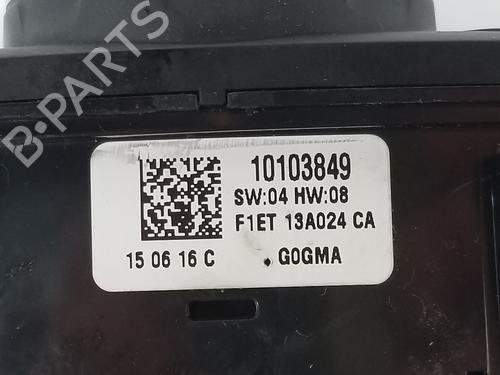 B-PARTS
10103849
SW:04 HW:08
F1ET 13A024 CA
15 06 16 C .G0GMA